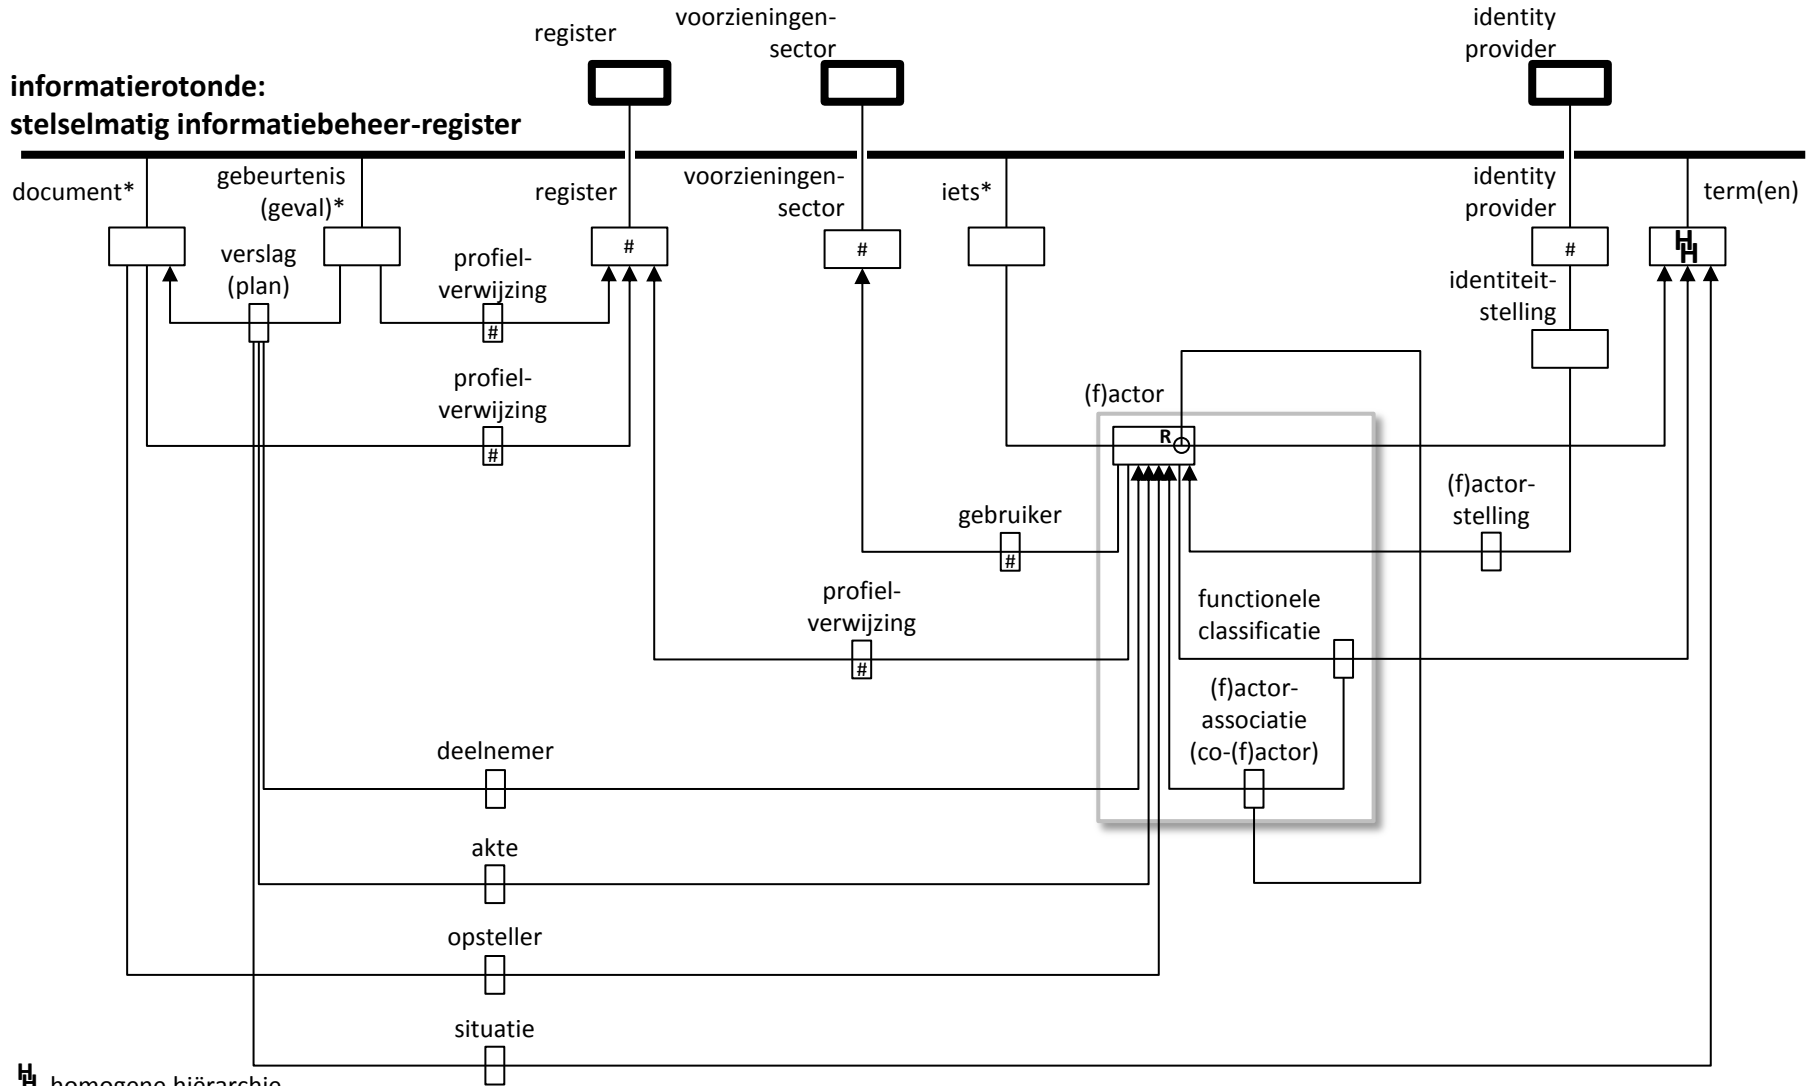 register
voorzieningen-
sector
identity
provider
informatierotonde:
stelselmatig informatiebeheer-register
document*
gebeurtenis
(geval)*
register
voorzieningen-
sector
iets*
identity
provider
term(en)
#
#
#
H
H
verslag
(plan)
profiel-
verwijzing
#
identiteit-
stelling
profiel-
verwijzing
#
(f)actor
R
(f)actor-
stelling
gebruiker
#
profiel-
verwijzing
#
functionele
classificatie
(f)actor-
associatie
(co-(f)actor)
deelnemer
akte
opsteller
situatie
H
H homogene hiërarchie